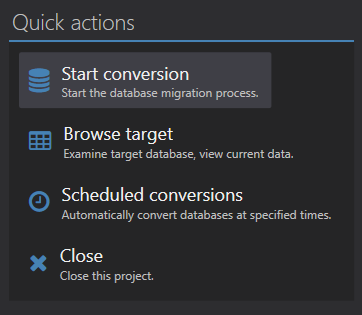 Quick actions
Start conversion
Start the database migration process.
Browse target
Examine target database, view current data.
Scheduled conversions
Automatically convert databases at specified times.
Close
Close this project.